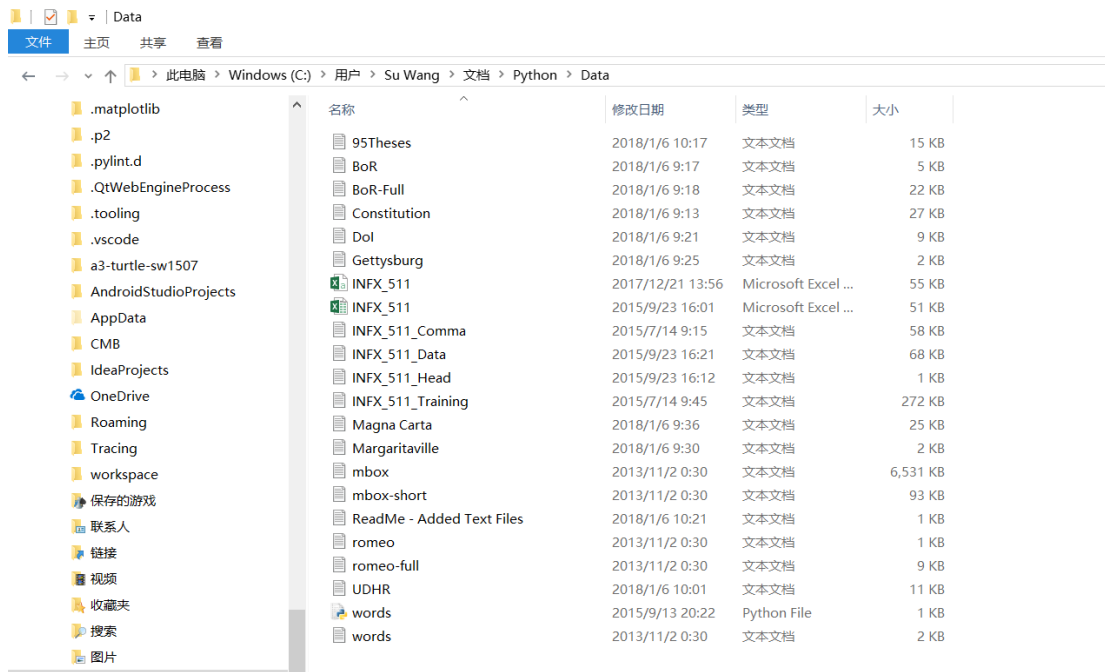 Data
文件 主页 共享 查看
此电脑 > Windows (C:) > 用户 > Su Wang > 文档 > Python > Data
.matplotlib
.p2
.pylint.d
.QtWebEngineProcess
.tooling
.vscode
a3-turtle-sw1507
AndroidStudioProjects
AppData
CMB
IdeaProjects
OneDrive
Roaming
Tracing
workspace
保存的游戏
联系人
链接
视频
收藏夹
搜索
图片
名称 修改日期 类型 大小
95Theses 2018/1/6 10:17 文本文档 15 KB
BoR 2018/1/6 9:17 文本文档 5 KB
BoR-Full 2018/1/6 9:18 文本文档 22 KB
Constitution 2018/1/6 9:13 文本文档 27 KB
DoI 2018/1/6 9:21 文本文档 9 KB
Gettysburg 2018/1/6 9:25 文本文档 2 KB
INFX_511 2017/12/21 13:56 Microsoft Excel ... 55 KB
INFX_511 2015/9/23 16:01 Microsoft Excel ... 51 KB
INFX_511_Comma 2015/7/14 9:15 文本文档 58 KB
INFX_511_Data 2015/9/23 16:21 文本文档 68 KB
INFX_511_Head 2015/9/23 16:12 文本文档 1 KB
INFX_511_Training 2015/7/14 9:45 文本文档 272 KB
Magna Carta 2018/1/6 9:36 文本文档 25 KB
Margaritaville 2018/1/6 9:30 文本文档 2 KB
mbox 2013/11/2 0:30 文本文档 6,531 KB
mbox-short 2013/11/2 0:30 文本文档 93 KB
ReadMe - Added Text Files 2018/1/6 10:21 文本文档 1 KB
romeo 2013/11/2 0:30 文本文档 1 KB
romeo-full 2013/11/2 0:30 文本文档 9 KB
UDHR 2018/1/6 10:01 文本文档 11 KB
words 2015/9/13 20:22 Python File 1 KB
words 2013/11/2 0:30 文本文档 2 KB